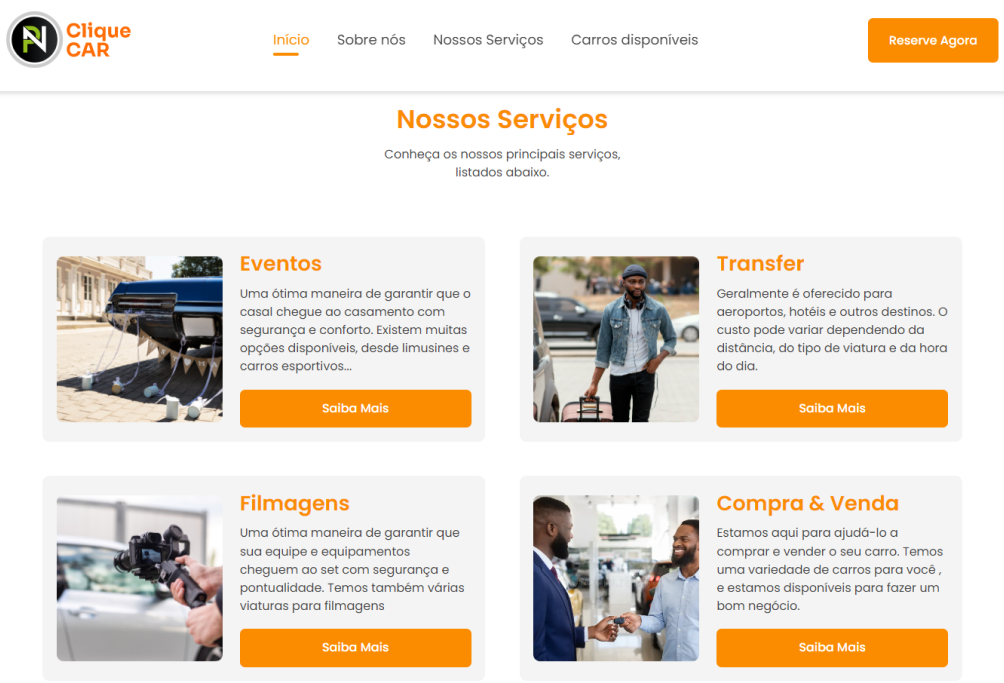 PN
Clique
CAR
Início
Sobre nós
Nossos Serviços
Carros disponíveis
Reserve Agora
Nossos Serviços
Conheça os nossos principais serviços,
listados abaixo.
Eventos
Uma ótima maneira de garantir que o
casal chegue ao casamento com
segurança e conforto. Existem muitas
opções disponíveis, desde limusines e
carros esportivos...
Saiba Mais
Transfer
Geralmente é oferecido para
aeroportos, hotéis e outros destinos. O
custo pode variar dependendo da
distância, do tipo de viatura e da hora
do dia.
Saiba Mais
Filmagens
Uma ótima maneira de garantir que
sua equipe e equipamentos
cheguem ao set com segurança e
pontualidade. Temos também várias
viaturas para filmagens
Saiba Mais
Compra & Venda
Estamos aqui para ajudá-lo a
comprar e vender o seu carro. Temos
uma variedade de carros para você ,
e estamos disponíveis para fazer um
bom negócio.
Saiba Mais